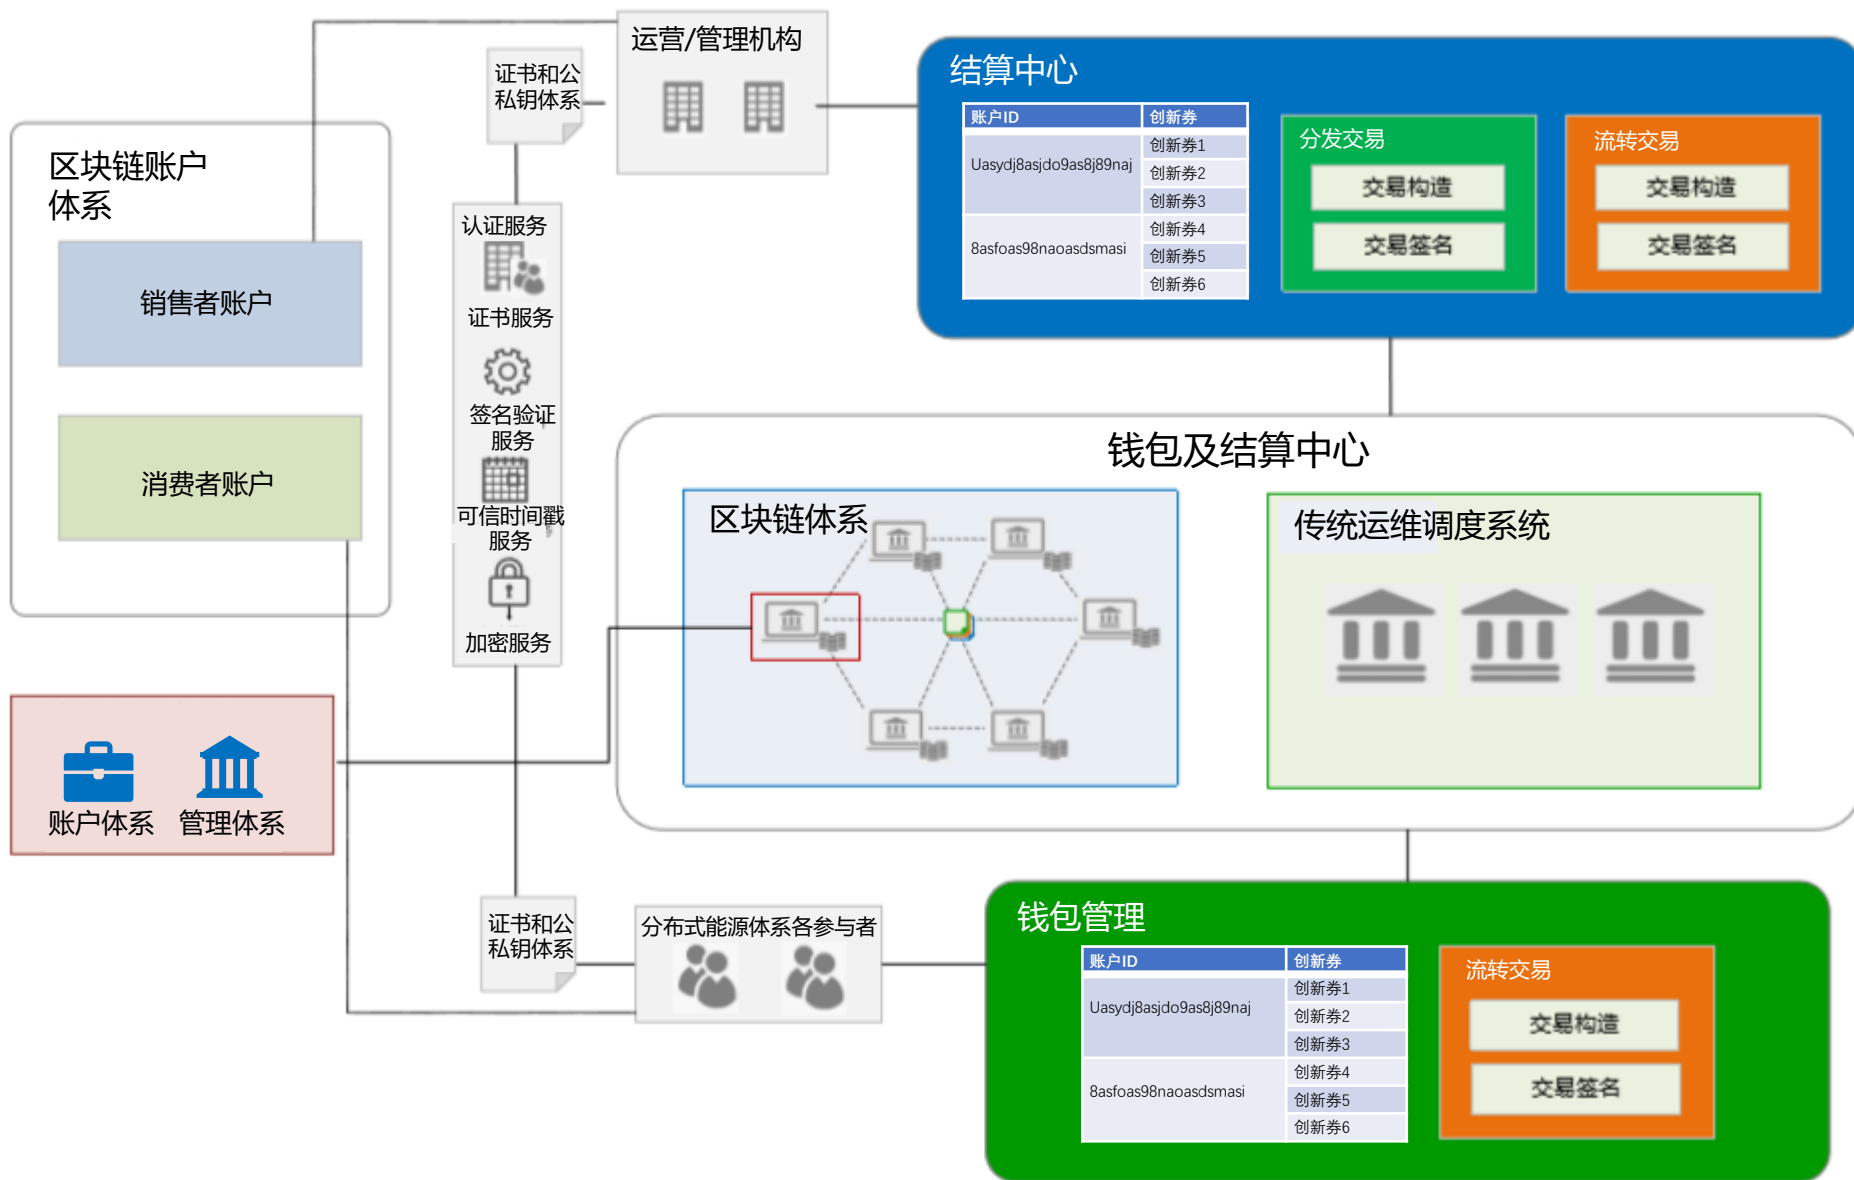 运营/管理机构
证书和公
私钥体系
区块链账户
体系
销售者账户
消费者账户
认证服务
证书服务
签名验证
服务
可信时间戳
服务
加密服务
账户体系
管理体系
证书和公
私钥体系
分布式能源体系各参与者
结算中心
账户ID 创新券
Uasydj8asjdo9as8j89naj
创新券1
创新券2
创新券3
8asfoas98naoasdsmasi
创新券4
创新券5
创新券6
分发交易
交易构造
交易签名
流转交易
交易构造
交易签名
钱包及结算中心
区块链体系
传统运维调度系统
钱包管理
账户ID 创新券
Uasydj8asjdo9as8j89naj
创新券1
创新券2
创新券3
8asfoas98naoasdsmasi
创新券4
创新券5
创新券6
流转交易
交易构造
交易签名